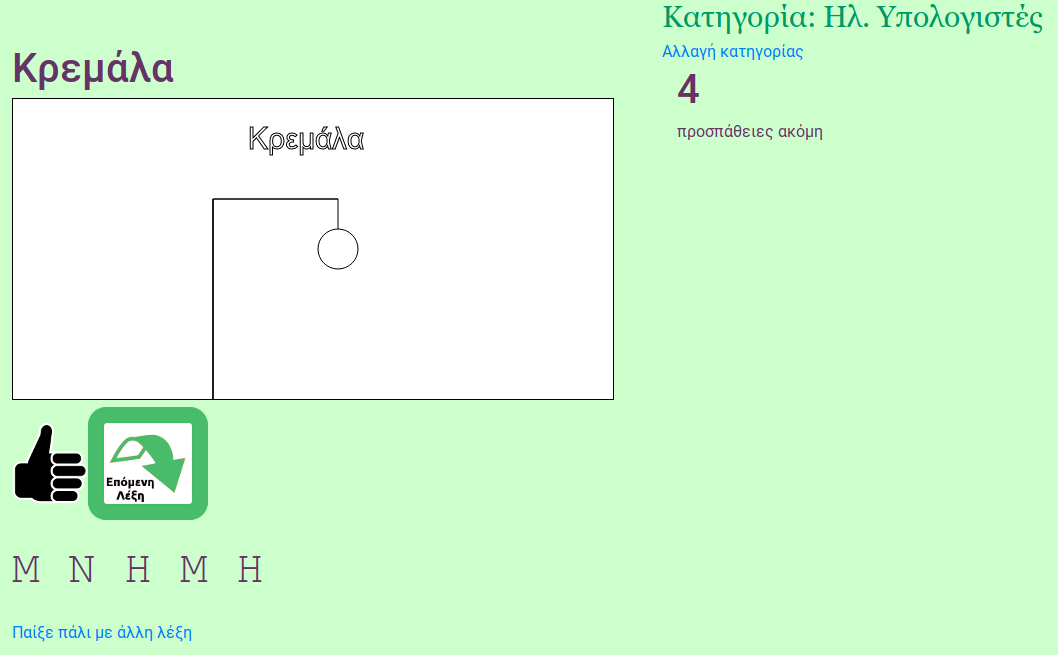 Κατηγορία: Ηλ. Υπολογιστές
Αλλαγή κατηγορίας
4
προσπάθειες ακόμη
Κρεμάλα
Κρεμάλα
Επόμενη
Λέξη
Μ Ν Η Μ Η
Παίξε πάλι με άλλη λέξη